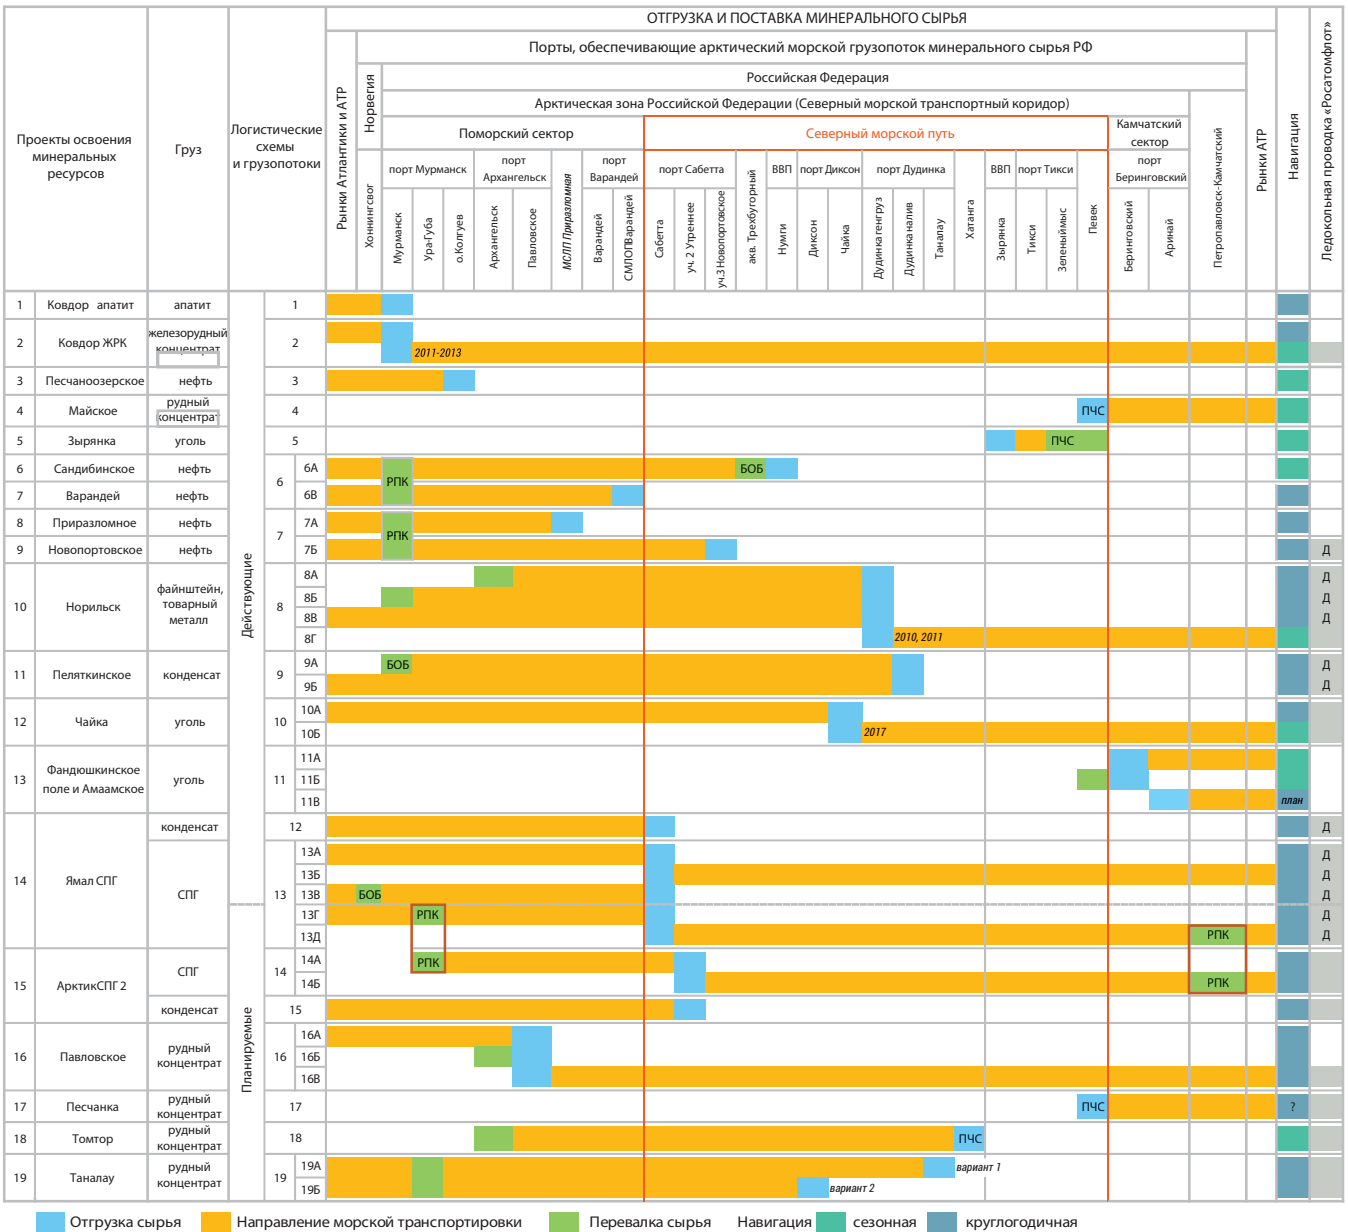 ОТГРУЗКА И ПОСТАВКА МИНЕРАЛЬНОГО СЫРЬЯ
Порты, обеспечивающие арктический морской грузопоток минерального сырья РФ
Российская Федерация
Арктическая зона Российской Федерации (Северный морской транспортный коридор)
Проекты освоения
минеральных
ресурсов
Груз
Логистические
схемы
и грузопотоки
Рынки Атлантики и АТР
Норвегия
Поморский сектор
Северный морской путь
Камчатский
сектор
Петропавловск-Камчатский
Рынки АТР
Навигация
Ледокольная проводка «Росатомфлот»
порт Мурманск
порт
Архангельск
порт
Варандей
порт Сабетта
ВВП
порт Диксон
порт Дудинка
ВВП
порт Тикси
порт
Беринговский
Хоннингсвог
Мурманск
Ура-Губа
о.Колгуев
Архангельск
Павловское
МСЛП Приразломная
Варандей
СМЛОПВарандей
Сабетта
уч. 2 Утреннее
уч.3 Новопортовское
акв. Трехбугорный
Нумги
Диксон
Чайка
Дудинка генгруз
Дудинка налив
Таналау
Хатанга
Зырянка
Тикси
Зеленый мыс
Певек
Беринговский
Аринай
Действующие
Планируемые
1 Ковдор апатит апатит 1
2 Ковдор ЖРК железорудный
концентрат 2 2011-2013
3 Песчаноозерское нефть 3
4 Майское рудный
концентрат 4 ПЧС
5 Зырянка уголь 5 ПЧС
6 Сандибинское нефть 6 6А РПК БОБ
7 Варандей нефть 6В
8 Приразломное нефть 7 7А РПК
9 Новопортовское нефть 7Б Д
10 Норильск файнштейн,
товарный
металл 8
8А Д
8Б Д
8В Д
8Г 2010, 2011
11 Пеляткинское конденсат 9
9А БОБ Д
9Б Д
12 Чайка уголь 10
10А
10Б 2017
13 Фандюшкинское
поле и Амаамское уголь 11
11А
11Б
11В план
14 Ямал СПГ
конденсат 12 Д
СПГ 13
13А Д
13Б Д
13В БОБ Д
13Г РПК Д
13Д РПК Д
15 АрктикСПГ 2
СПГ 14
14А РПК
14Б РПК
конденсат 15
16 Павловское рудный
концентрат 16
16А
16Б
16В
17 Песчанка рудный
концентрат 17 ПЧС ?
18 Томтор рудный
концентрат 18 ПЧС
19 Таналау рудный
концентрат 19
19А вариант 1
19Б вариант 2
Отгрузка сырья Направление морской транспортировки Перевалка сырья Навигация сезонная круглогодичная